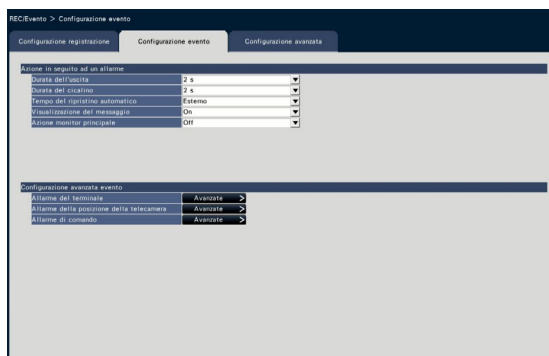 REC/Evento > Configurazione evento
Configurazione registrazione Configurazione evento Configurazione avanzata
Azione in seguito ad un allarme
Durata dell'uscita 2 s
Durata del cicalino 2 s
Tempo del ripristino automatico Esterno
Visualizzazione del messaggio On
Azione monitor principale Off
Configurazione avanzata evento
Allarme del terminale Avanzate >
Allarme della posizione della telecamera Avanzate >
Allarme di comando Avanzate >